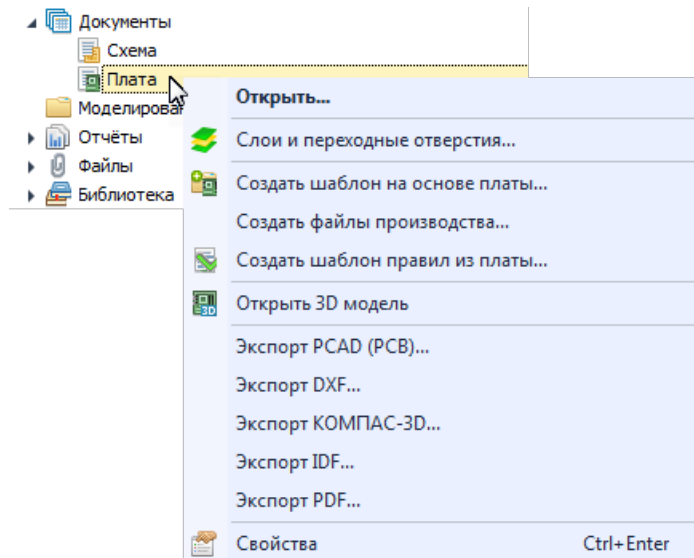 Документы
Схема
Плата
Моделирова
Отчёты
Файлы
Библиотека
Открыть...
Слои и переходные отверстия...
Создать шаблон на основе платы...
Создать файлы производства...
Создать шаблон правил из платы...
Открыть 3D модель
Экспорт PCAD (PCB)...
Экспорт DXF...
Экспорт КОМПАС-3D...
Экспорт IDF...
Экспорт PDF...
Свойства Ctrl+Enter